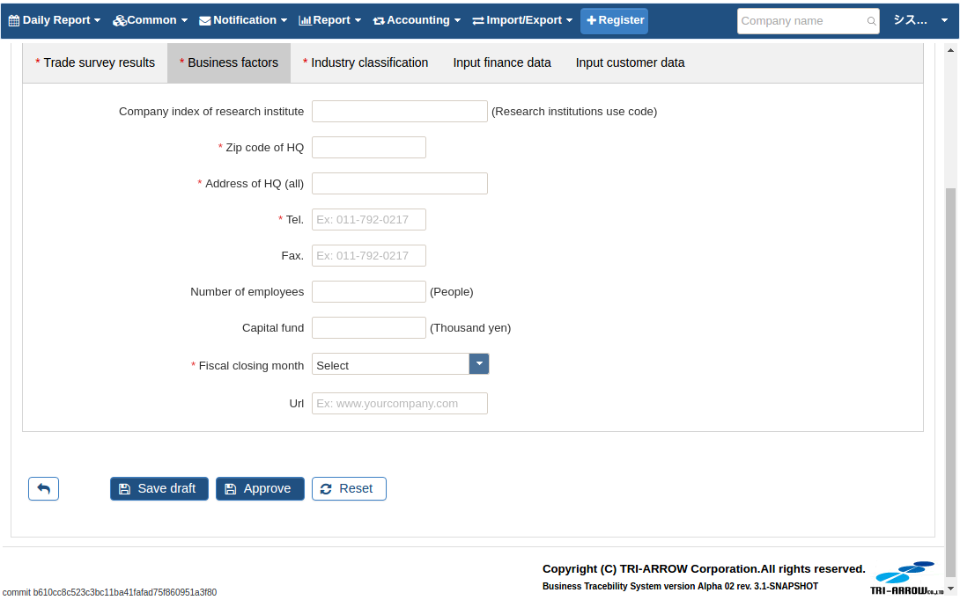 Daily Report Common Notification Report Accounting Import/Export Register Company name シス...
* Trade survey results * Business factors * Industry classification Input finance data Input customer data
Company index of research institute (Research institutions use code)
* Zip code of HQ
* Address of HQ (all)
* Tel. Ex: 011-792-0217
Fax. Ex: 011-792-0217
Number of employees (People)
Capital fund (Thousand yen)
* Fiscal closing month Select
Url Ex: www.yourcompany.com
Save draft Approve Reset
Copyright (C) TRI-ARROW Corporation.All rights reserved.
Business Tracebility System version Alpha 02 rev. 3.1-SNAPSHOT
TRI-ARROW CO.,LTD
commit b610cc8c523c3bc11ba41fafad75f860951a3f80